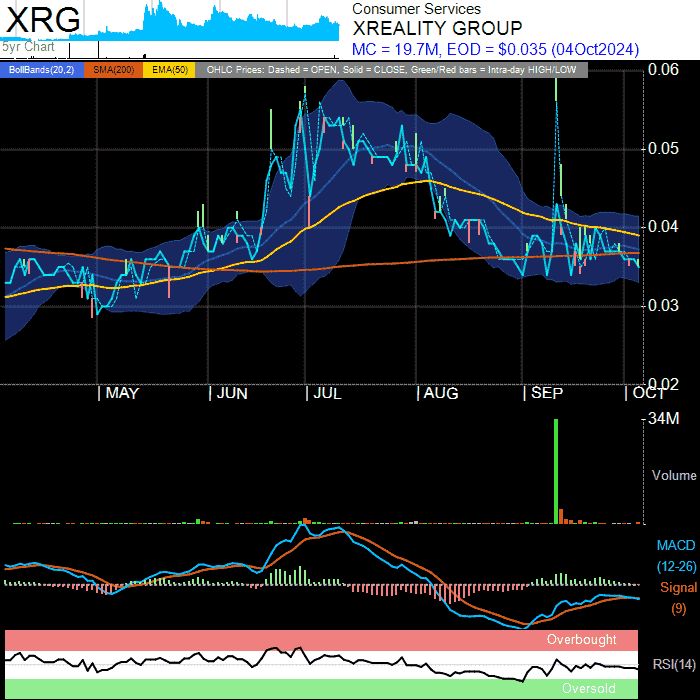 XRG
5yr Chart
Consumer Services
XREALITY GROUP
MC = 19.7M, EOD = $0.035 (04Oct2024)
BollBands(20,2) SMA(200) EMA(50) OHLC Prices: Dashed = OPEN, Solid = CLOSE, Green/Red bars = Intra-day HIGH/LOW
0.06
0.05
0.04
0.03
0.02
MAY JUN JUL AUG SEP OCT
34M
Volume
MACD
(12-26)
Signal
(9)
Overbought
RSI(14)
Oversold